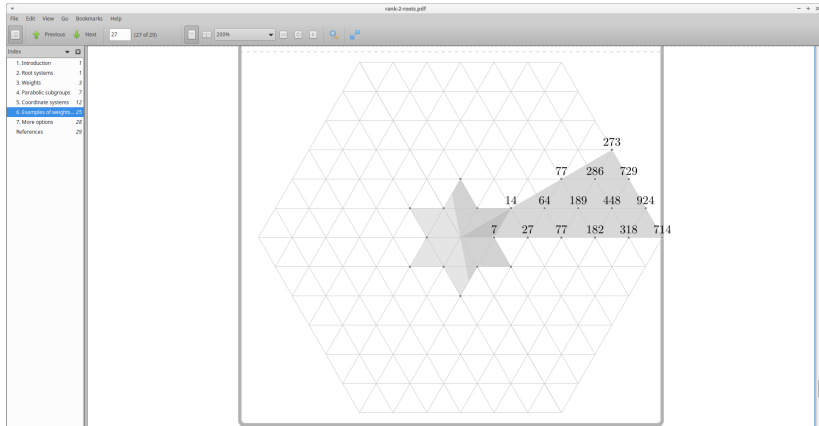 rank-2-roots.pdf
File Edit View Go Bookmarks Help
Previous Next 27 (27 of 29) 200%
Index
1. Introduction 1
2. Root systems 1
3. Weights 3
4. Parabolic subgroups 7
5. Coordinate systems 12
6. Examples of weights... 25
7. More options 28
References 29
273
77 286 729
14 64 189 448 924
7 27 77 182 318 714